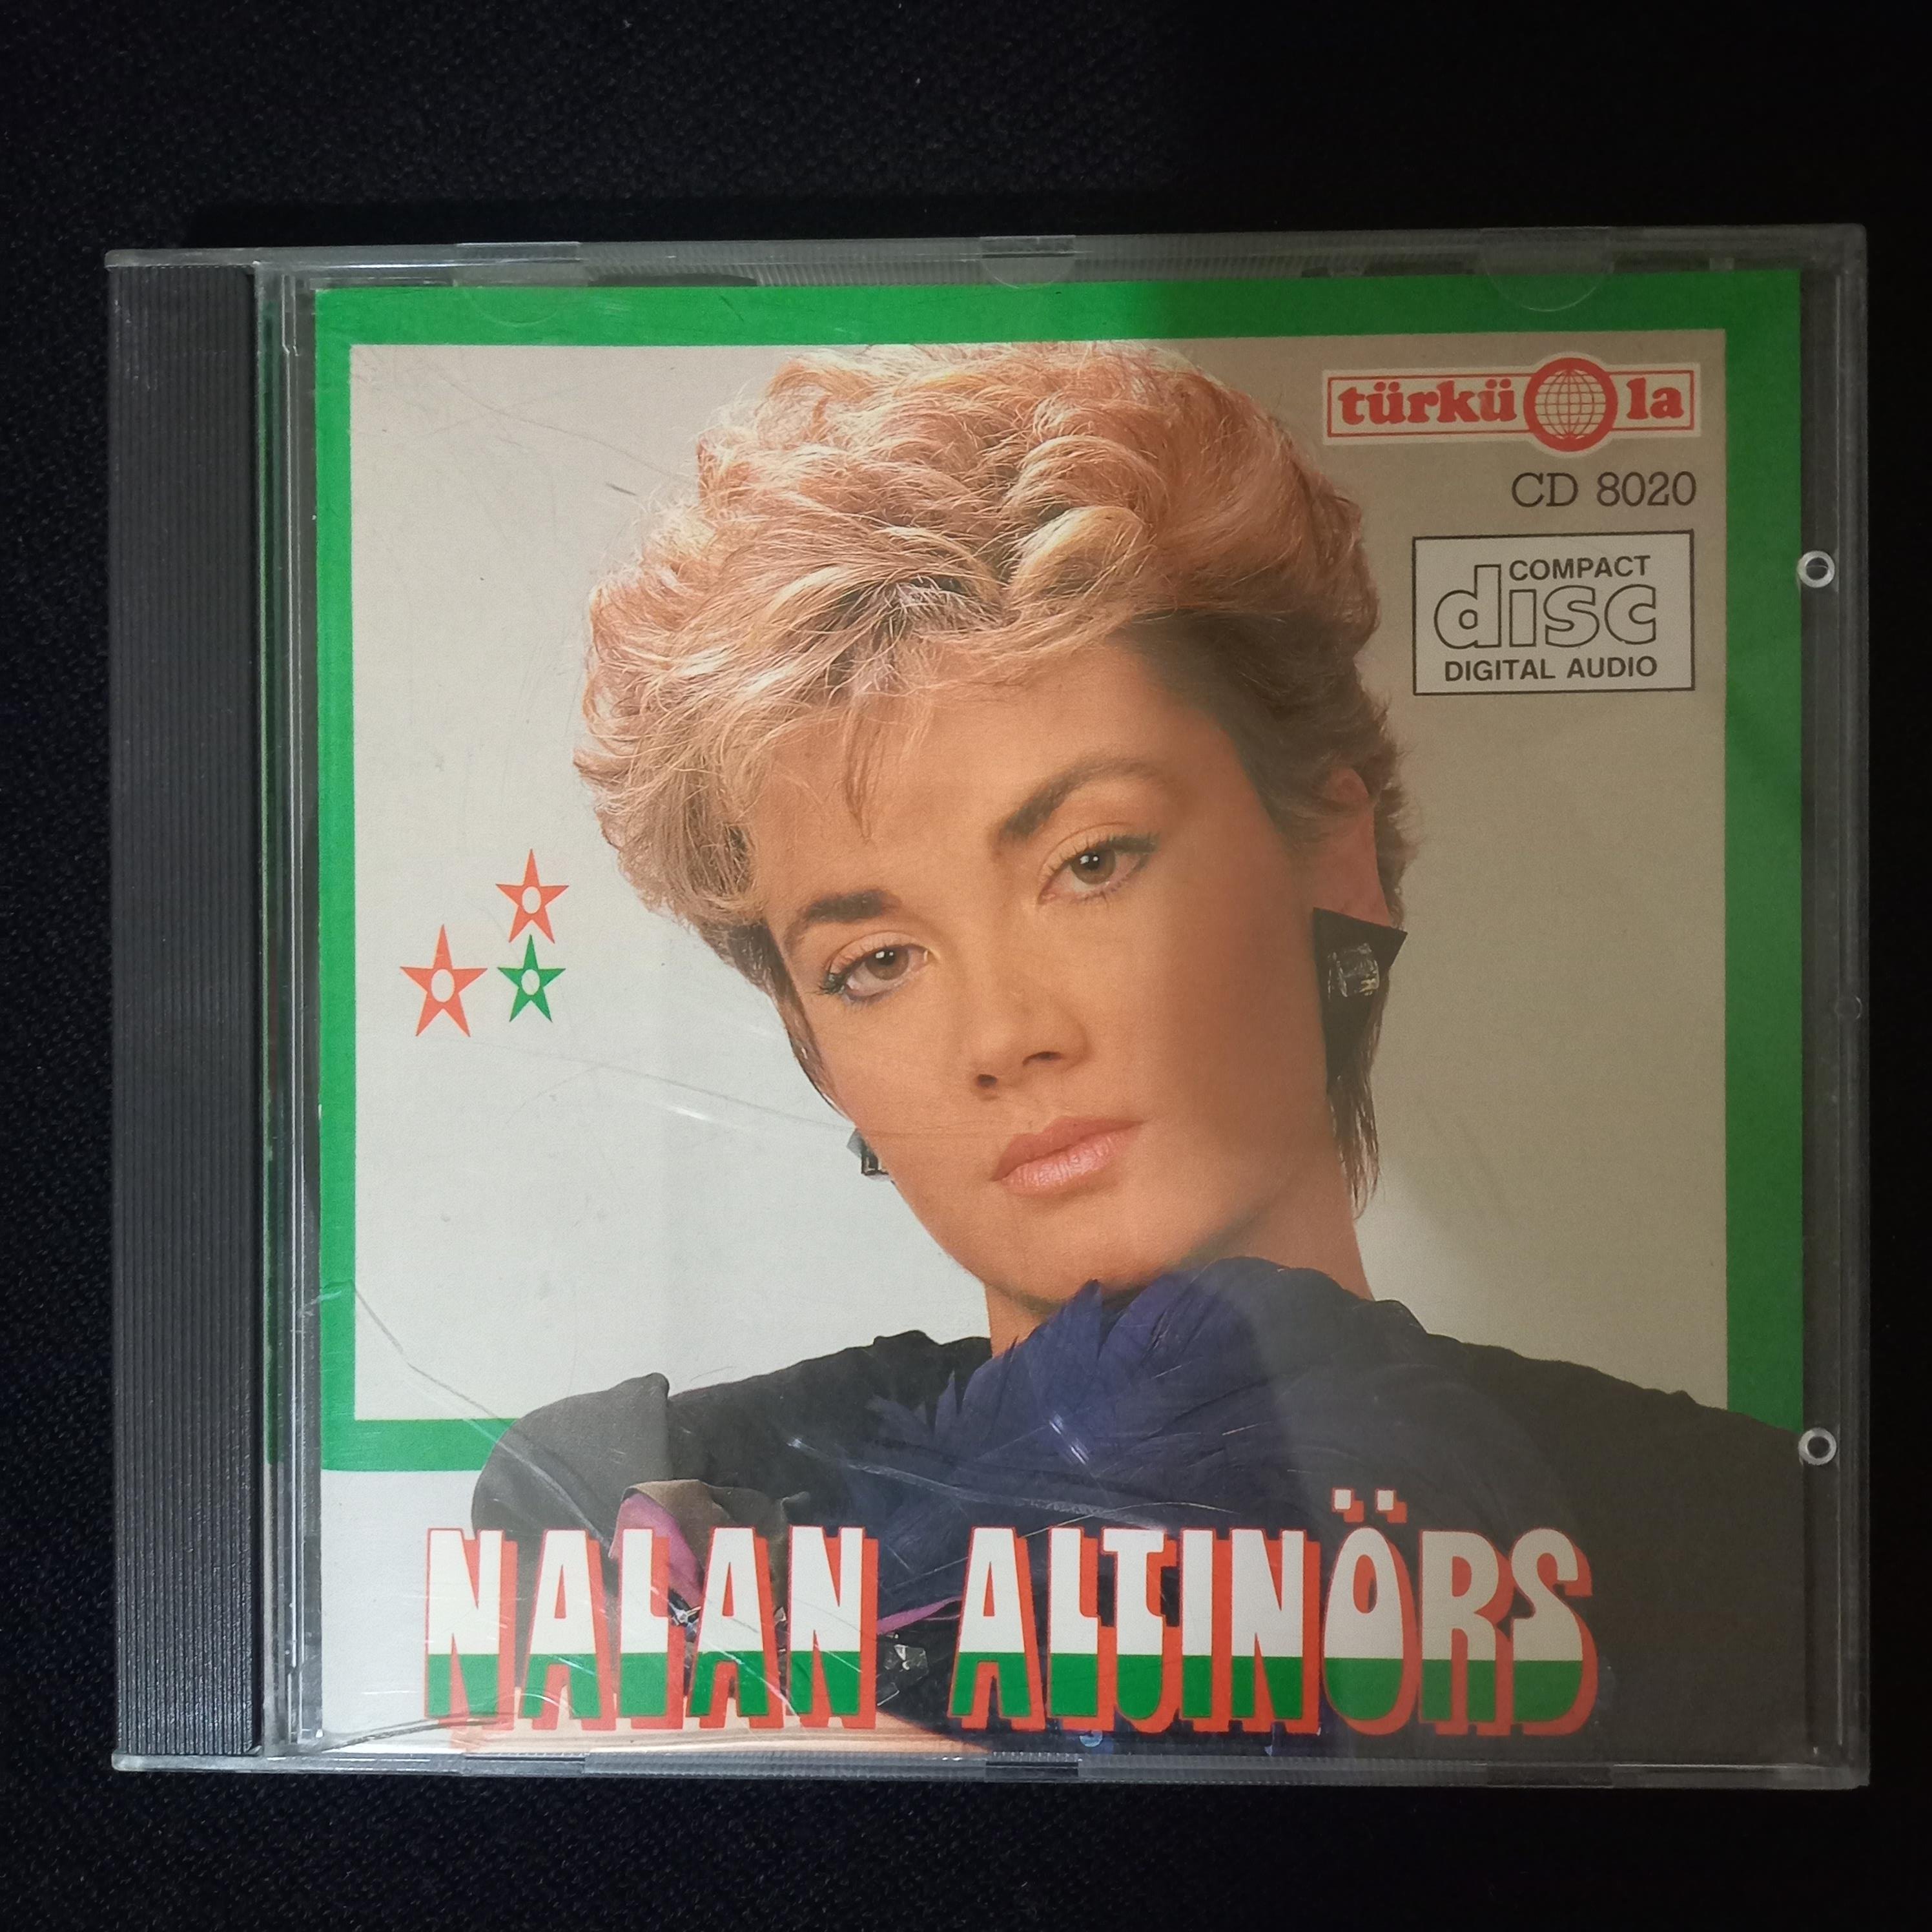 türkü la
CD 8020
COMPACT
disc
DIGITAL AUDIO
NALAN ALTINÖRS